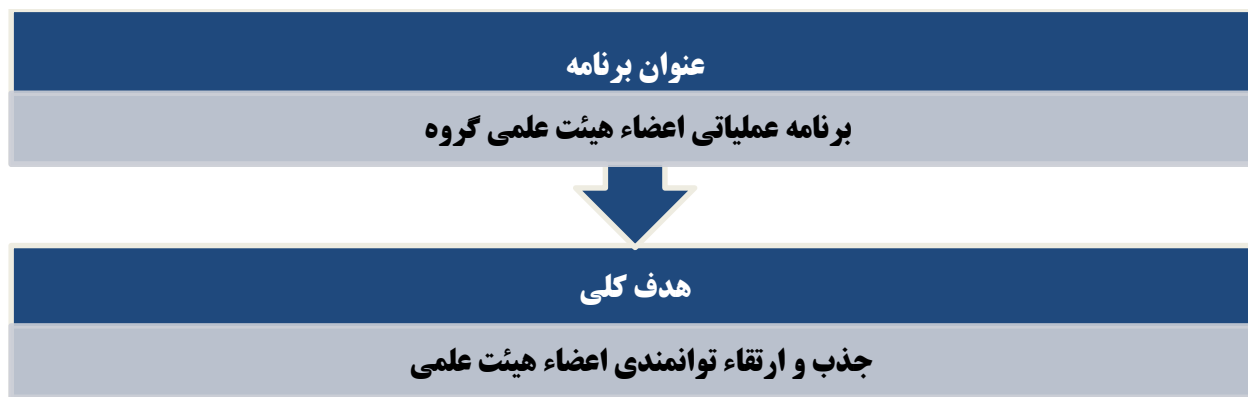 عنوان برنامه
برنامه عملیاتی اعضاء هیئت علمی گروه
هدف کلی
جذب و ارتقاء توانمندی اعضاء هیئت علمی